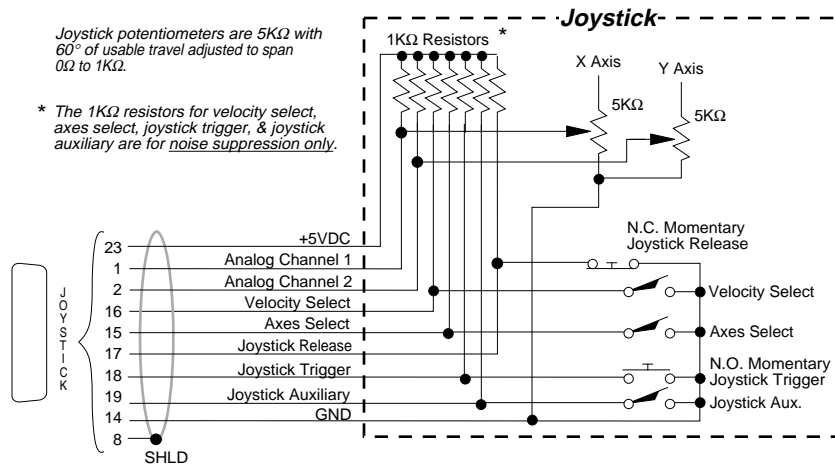 Joystick
Joystick potentiometers are 5KΩ with
60° of usable travel adjusted to span
0Ω to 1KΩ.
* The 1KΩ resistors for velocity select,
axes select, joystick trigger, & joystick
auxiliary are for noise suppression only.
1KΩ Resistors *
X Axis
Y Axis
5KΩ
5KΩ
N.C. Momentary
Joystick Release
JOYSTICK
23 +5VDC
1 Analog Channel 1
2 Analog Channel 2
16 Velocity Select
15 Axes Select
17 Joystick Release
18 Joystick Trigger
19 Joystick Auxiliary
14 GND
8
SHLD
Velocity Select
Axes Select
N.O. Momentary
Joystick Trigger
Joystick Aux.